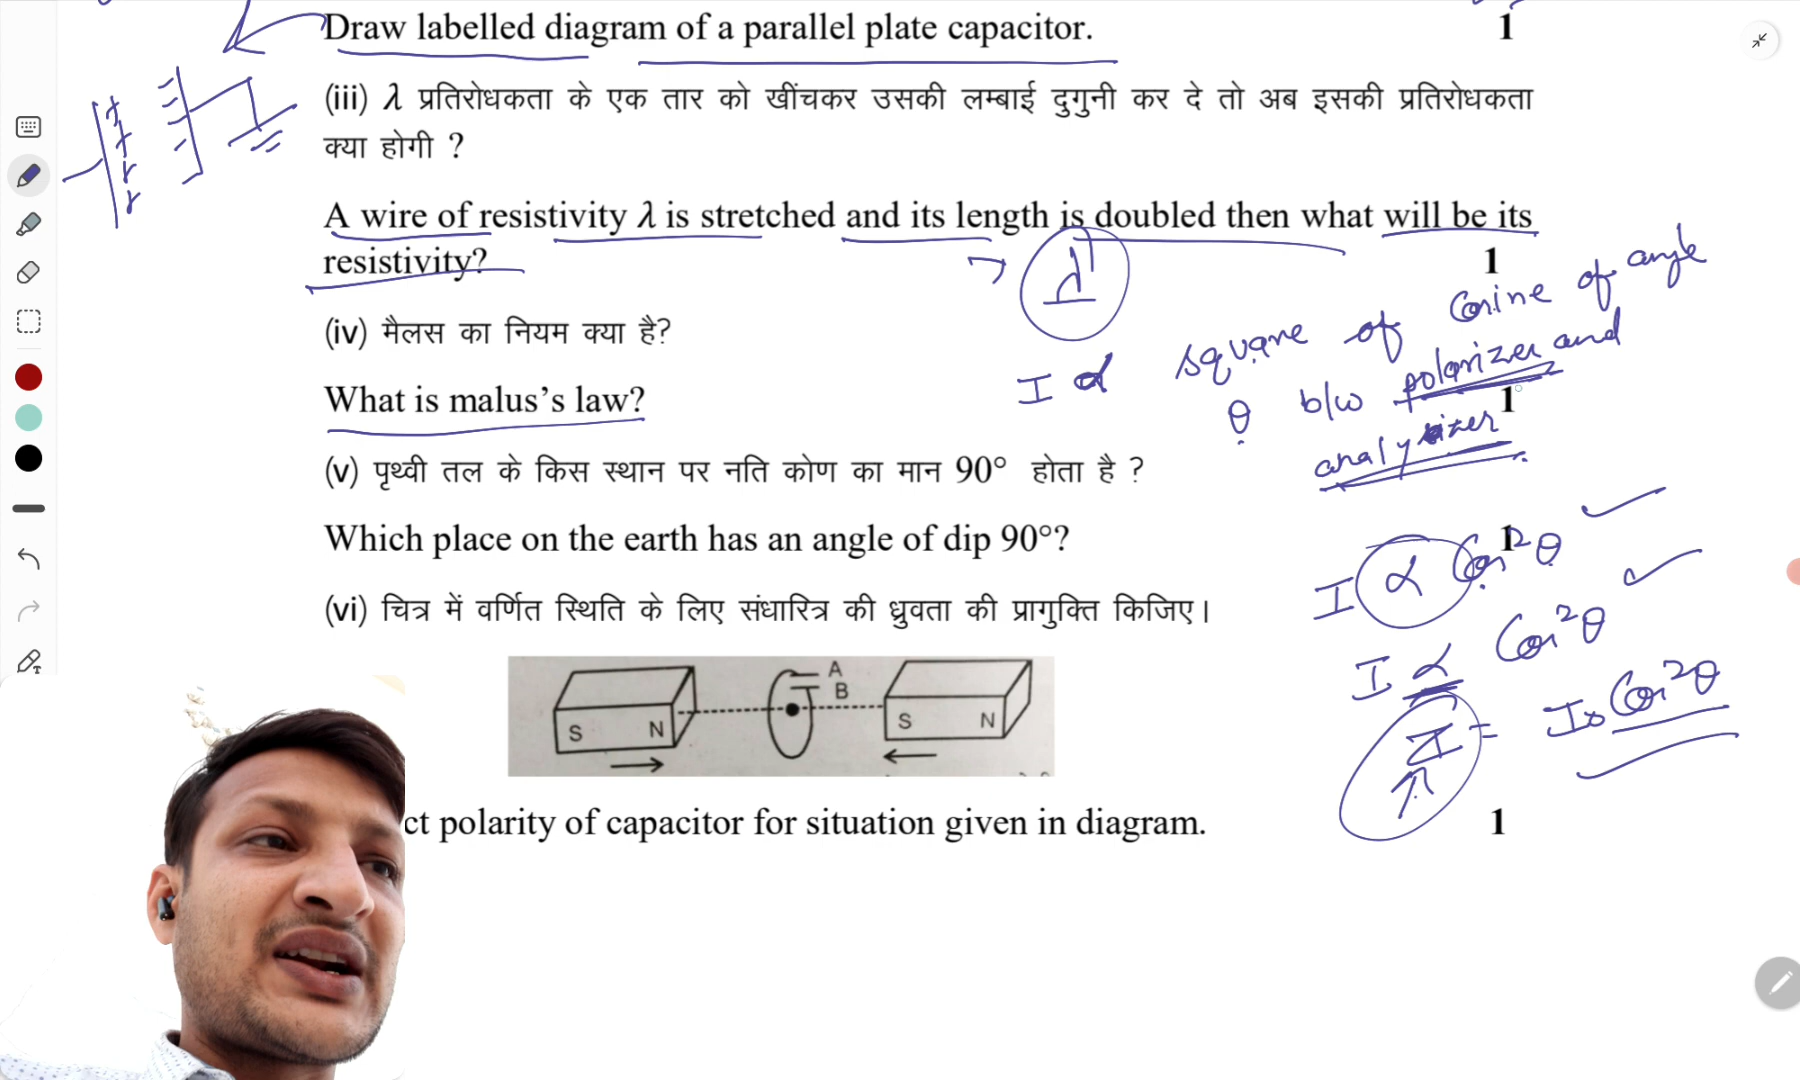 Draw labelled diagram of a parallel plate capacitor. 1
(iii) λ प्रतिरोधकता के एक तार को खींचकर उसकी लम्बाई दुगुनी कर दे तो अब इसकी प्रतिरोधकता
क्या होगी ?
A wire of resistivity λ is stretched and its length is doubled then what will be its
resistivity? 1
(iv) मैलस का नियम क्या है?
I α square of Cosine of angle
θ b/w polarizer and
analyzer
What is malus’s law? 1
(v) पृथ्वी तल के किस स्थान पर नति कोण का मान 90° होता है ?
Which place on the earth has an angle of dip 90°? 1
I α Cos²θ
(vi) चित्र में वर्णित स्थिति के लिए संधारित्र की ध्रुवता की प्रागुक्ति किजिए।
I α Cos²θ
I = I₀ Cos²θ
A
B
S N
S N
ct polarity of capacitor for situation given in diagram. 1